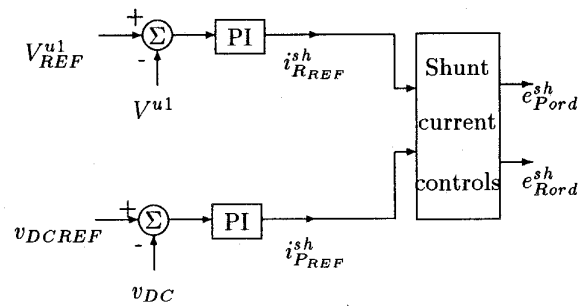 +
V^{u1}_{REF}
Σ
-
PI
i^{sh}_{R_{REF}}
V^{u1}
Shunt
current
controls
e^{sh}_{Pord}
e^{sh}_{Rord}
+
v_{DCREF}
Σ
-
PI
i^{sh}_{P_{REF}}
v_{DC}